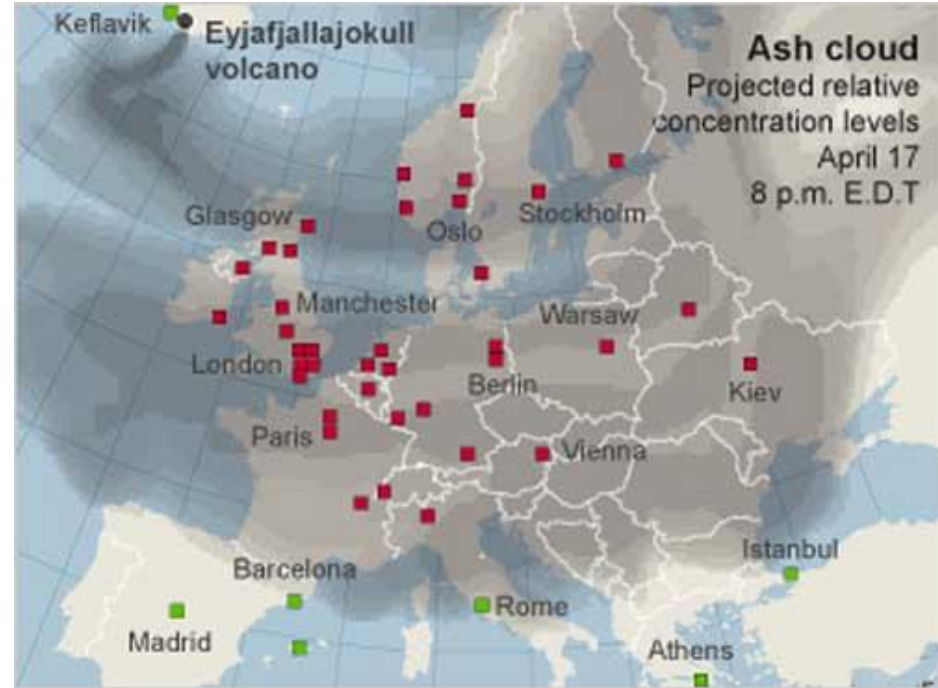 Keflavik
Eyjafjallajokull
volcano
Ash cloud
Projected relative
concentration levels
April 17
8 p.m. E.D.T
Glasgow
Oslo
Stockholm
Manchester
Warsaw
London
Berlin
Kiev
Paris
Vienna
Istanbul
Barcelona
Rome
Madrid
Athens